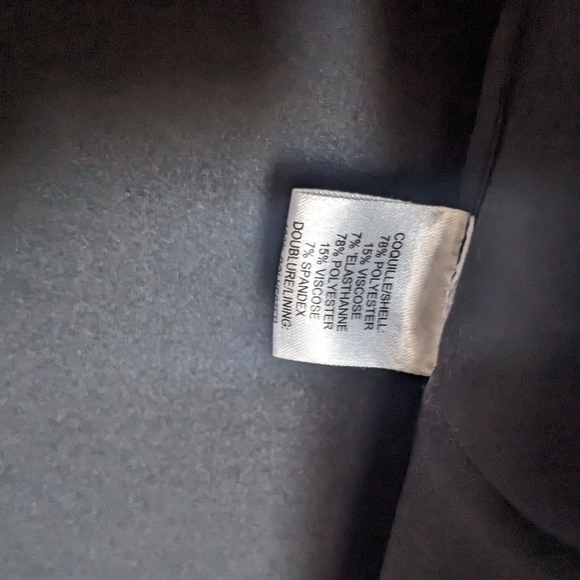 COQUILLE/SHELL:
78% POLYESTER
15% VISCOSE
7% ELASTHANNE
78% POLYESTER
15% VISCOSE
7% SPANDEX
DOUBLURE/LINING: